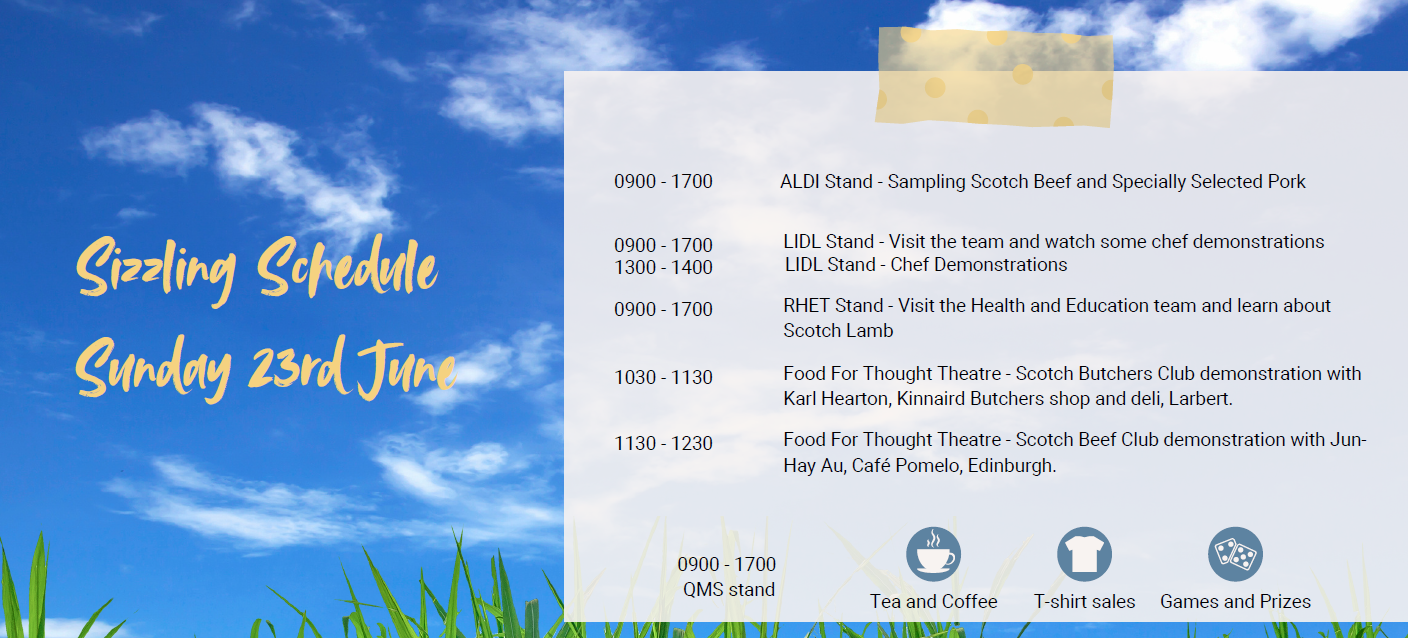 Sizzling Schedule
Sunday 23rd June
0900 - 1700 ALDI Stand - Sampling Scotch Beef and Specially Selected Pork
0900 - 1700 LIDL Stand - Visit the team and watch some chef demonstrations
1300 - 1400 LIDL Stand - Chef Demonstrations
0900 - 1700 RHET Stand - Visit the Health and Education team and learn about
Scotch Lamb
1030 - 1130 Food For Thought Theatre - Scotch Butchers Club demonstration with
Karl Hearton, Kinnaird Butchers shop and deli, Larbert.
1130 - 1230 Food For Thought Theatre - Scotch Beef Club demonstration with Jun-
Hay Au, Café Pomelo, Edinburgh.
0900 - 1700
QMS stand
Tea and Coffee T-shirt sales Games and Prizes